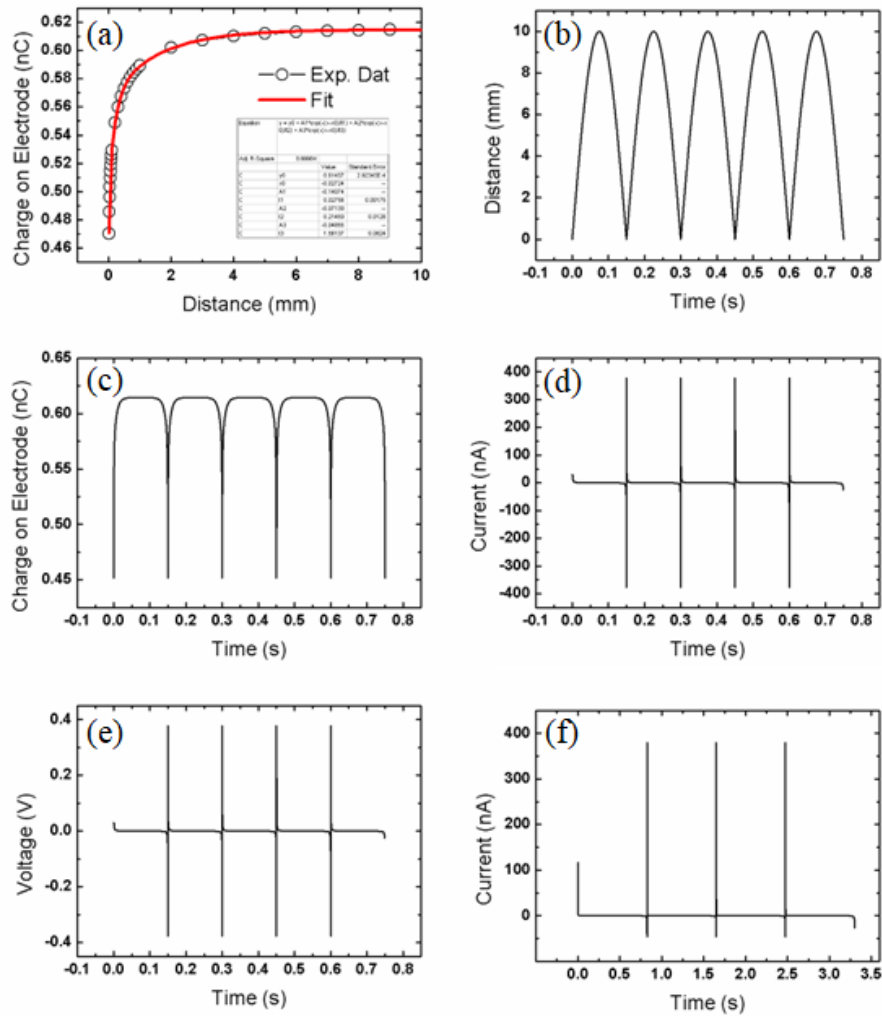 (a)
Charge on Electrode (nC)
0.62
0.60
0.58
0.56
0.54
0.52
0.50
0.48
0.46
Exp. Dat
Fit
Equation
Adj. R-Square
Value
Standard Error
0 2 4 6 8 10
Distance (mm)
(b)
Distance (mm)
10
8
6
4
2
0
-0.1 0.0 0.1 0.2 0.3 0.4 0.5 0.6 0.7 0.8
Time (s)
(c)
Charge on Electrode (nC)
0.65
0.60
0.55
0.50
0.45
-0.1 0.0 0.1 0.2 0.3 0.4 0.5 0.6 0.7 0.8
Time (s)
(d)
Current (nA)
400
300
200
100
0
-100
-200
-300
-400
-0.1 0.0 0.1 0.2 0.3 0.4 0.5 0.6 0.7 0.8
Time (s)
(e)
Voltage (V)
0.4
0.2
0.0
-0.2
-0.4
-0.1 0.0 0.1 0.2 0.3 0.4 0.5 0.6 0.7 0.8
Time (s)
(f)
Current (nA)
400
300
200
100
0
0.0 0.5 1.0 1.5 2.0 2.5 3.0 3.5
Time (s)